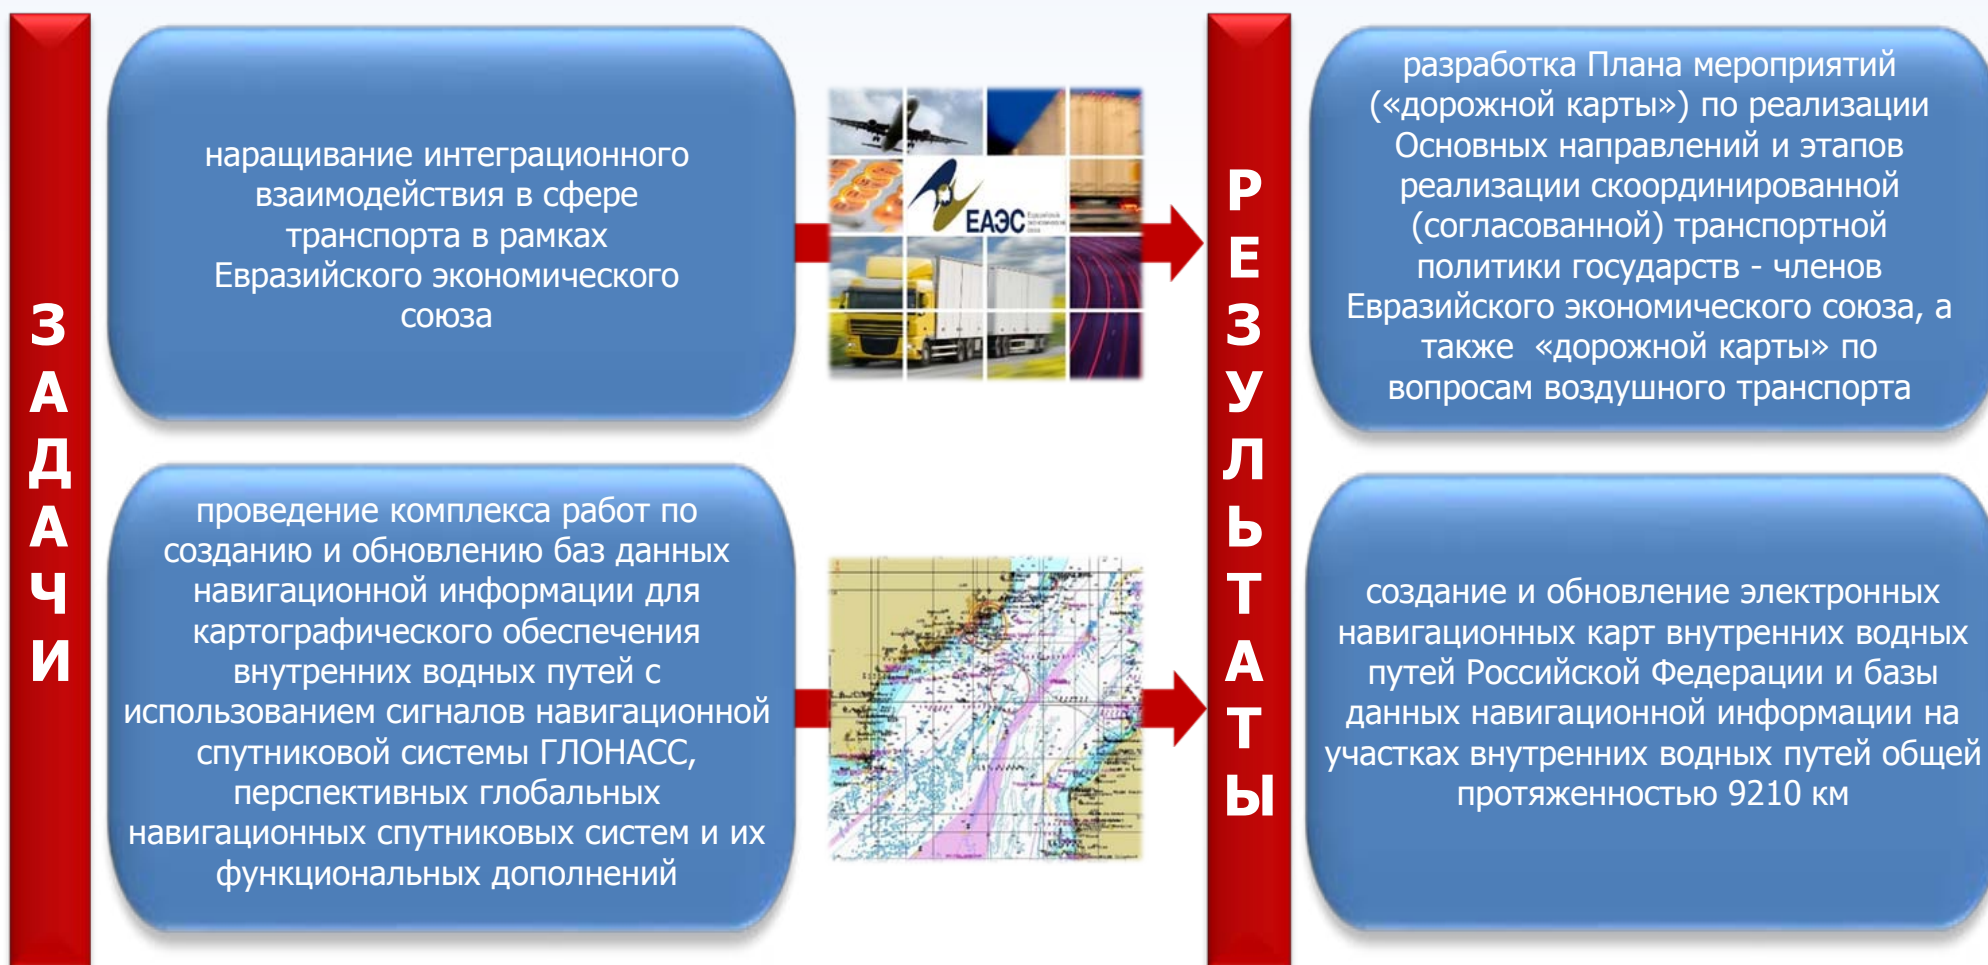 ЗАДАЧИ
наращивание интеграционного
взаимодействия в сфере
транспорта в рамках
Евразийского экономического
союза
ЕАЭС
РЕЗУЛЬТАТЫ
разработка Плана мероприятий
(«дорожной карты») по реализации
Основных направлений и этапов
реализации скоординированной
(согласованной) транспортной
политики государств - членов
Евразийского экономического союза, а
также «дорожной карты» по
вопросам воздушного транспорта
проведение комплекса работ по
созданию и обновлению баз данных
навигационной информации для
картографического обеспечения
внутренних водных путей с
использованием сигналов навигационной
спутниковой системы ГЛОНАСС,
перспективных глобальных
навигационных спутниковых систем и их
функциональных дополнений
создание и обновление электронных
навигационных карт внутренних водных
путей Российской Федерации и базы
данных навигационной информации на
участках внутренних водных путей общей
протяженностью 9210 км